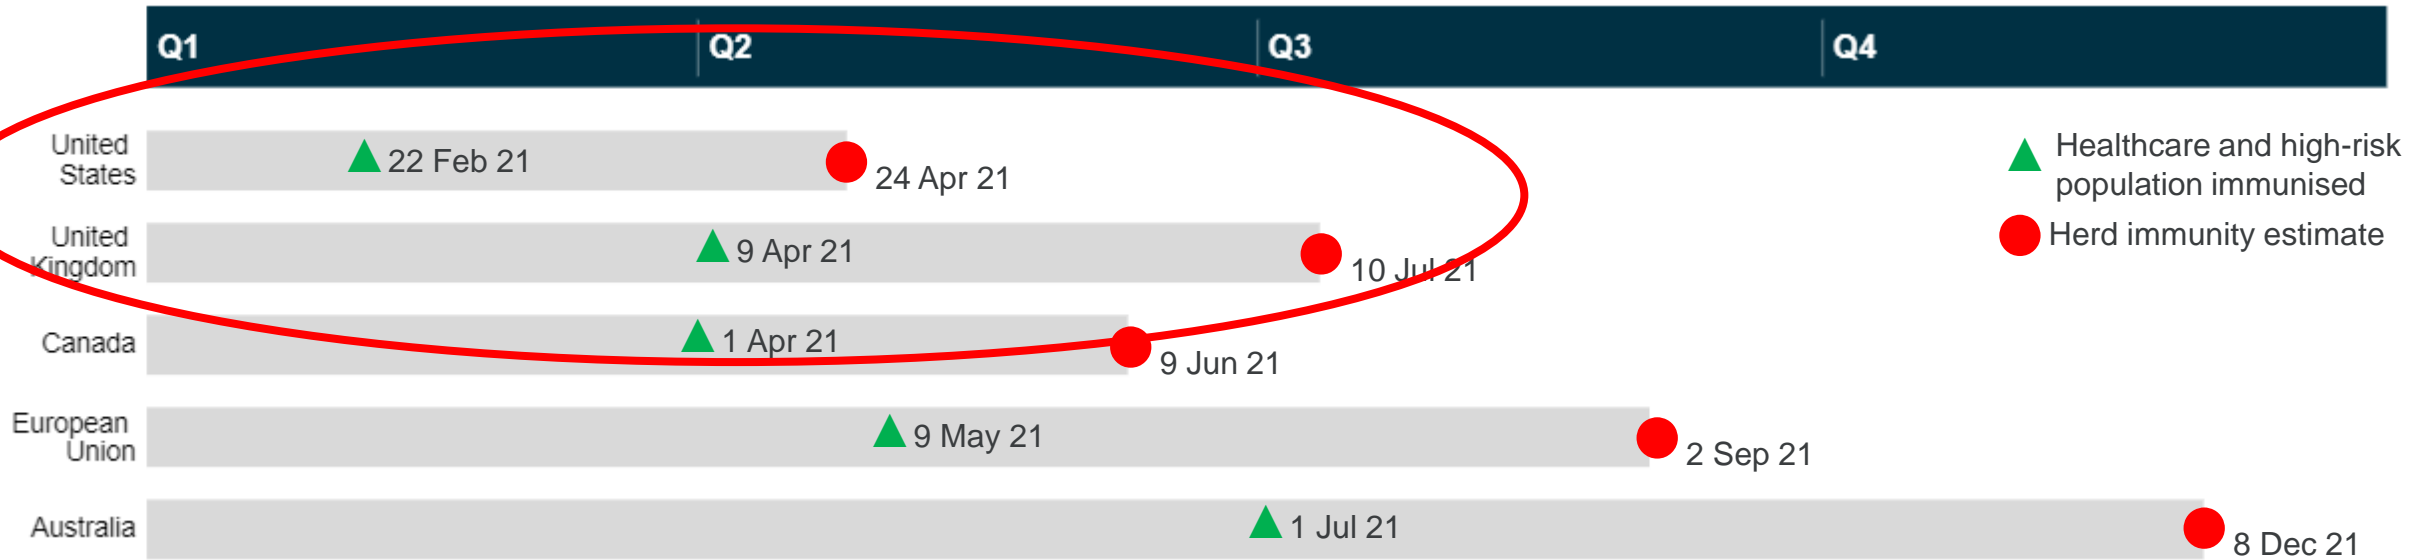 Q1 Q2 Q3 Q4
United
States
22 Feb 21
24 Apr 21
Healthcare and high-risk
population immunised
Herd immunity estimate
United
Kingdom
9 Apr 21
10 Jul 21
Canada
1 Apr 21
9 Jun 21
European
Union
9 May 21
2 Sep 21
Australia
1 Jul 21
8 Dec 21